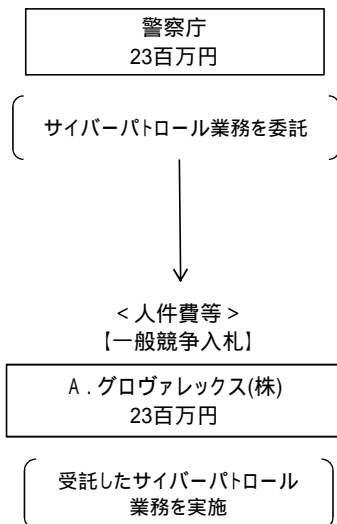 警察庁
23百万円
サイバーパトロール業務を委託
<人件費等>
【一般競争入札】
A．グロヴァレックス(株)
23百万円
受託したサイバーパトロール
業務を実施